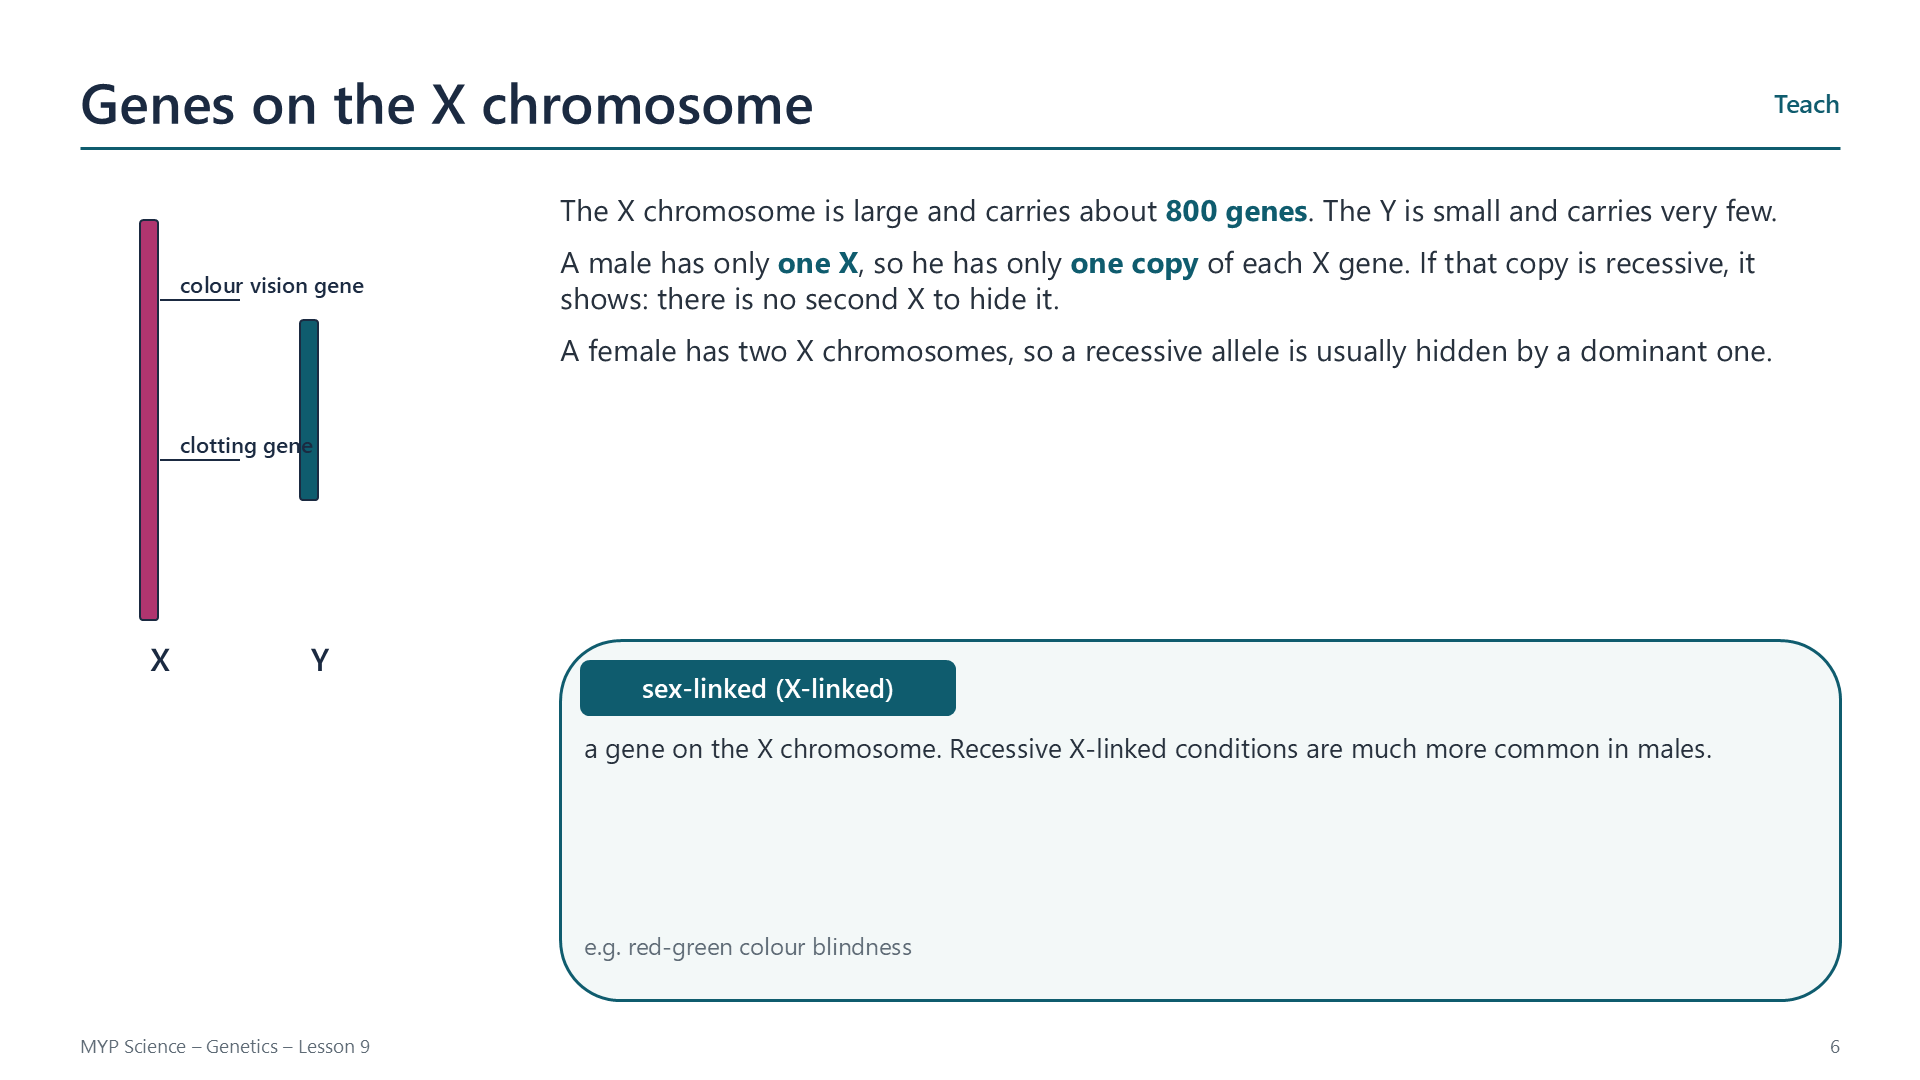 Genes on the X chromosome
Teach
colour vision gene
clotting gene
X
Y
The X chromosome is large and carries about 800 genes. The Y is small and carries very few.
A male has only one X, so he has only one copy of each X gene. If that copy is recessive, it
shows: there is no second X to hide it.
A female has two X chromosomes, so a recessive allele is usually hidden by a dominant one.
sex-linked (X-linked)
a gene on the X chromosome. Recessive X-linked conditions are much more common in males.
e.g. red-green colour blindness
MYP Science – Genetics – Lesson 9
6